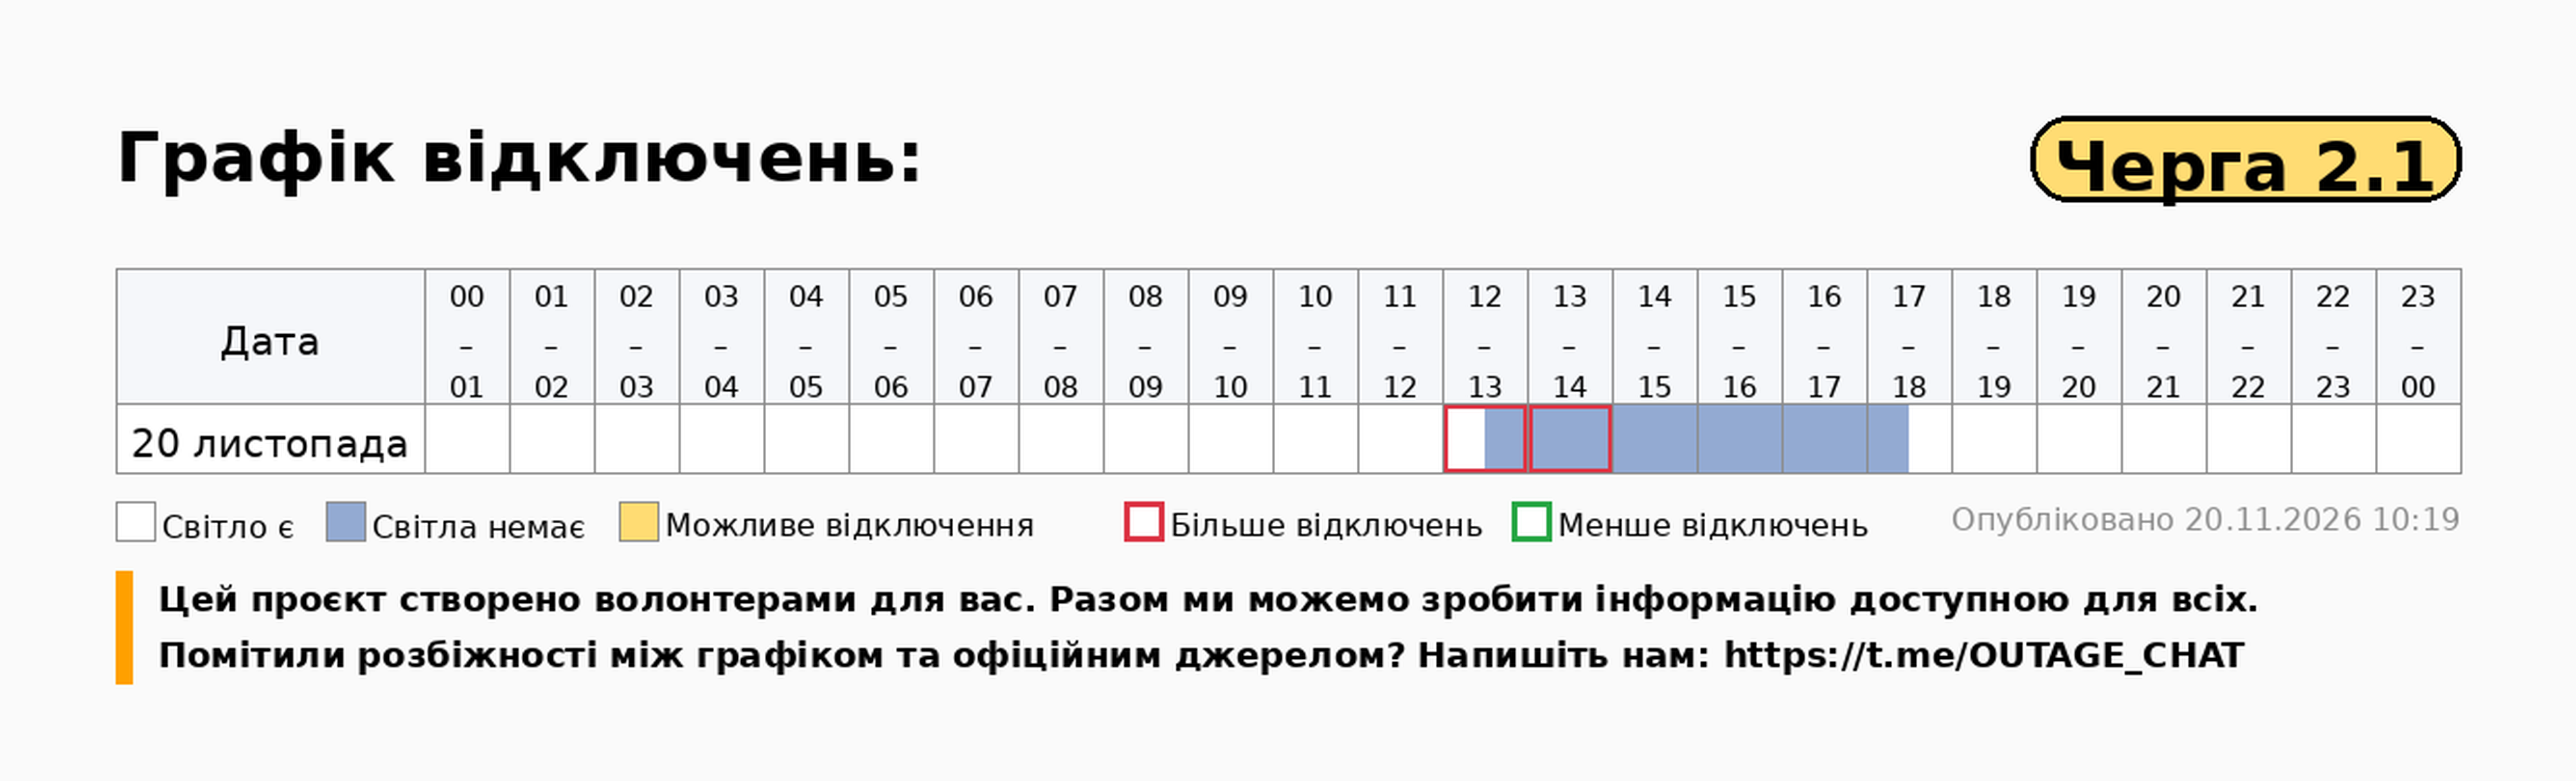 Графік відключень:
Черга 2.1
Дата
00 – 01
01 – 02
02 – 03
03 – 04
04 – 05
05 – 06
06 – 07
07 – 08
08 – 09
09 – 10
10 – 11
11 – 12
12 – 13
13 – 14
14 – 15
15 – 16
16 – 17
17 – 18
18 – 19
19 – 20
20 – 21
21 – 22
22 – 23
23 – 00
20 листопада
Світло є
Світла немає
Можливе відключення
Більше відключень
Менше відключень
Опубліковано 20.11.2026 10:19
Цей проєкт створено волонтерами для вас. Разом ми можемо зробити інформацію доступною для всіх.
Помітили розбіжності між графіком та офіційним джерелом? Напишіть нам: https://t.me/OUTAGE_CHAT